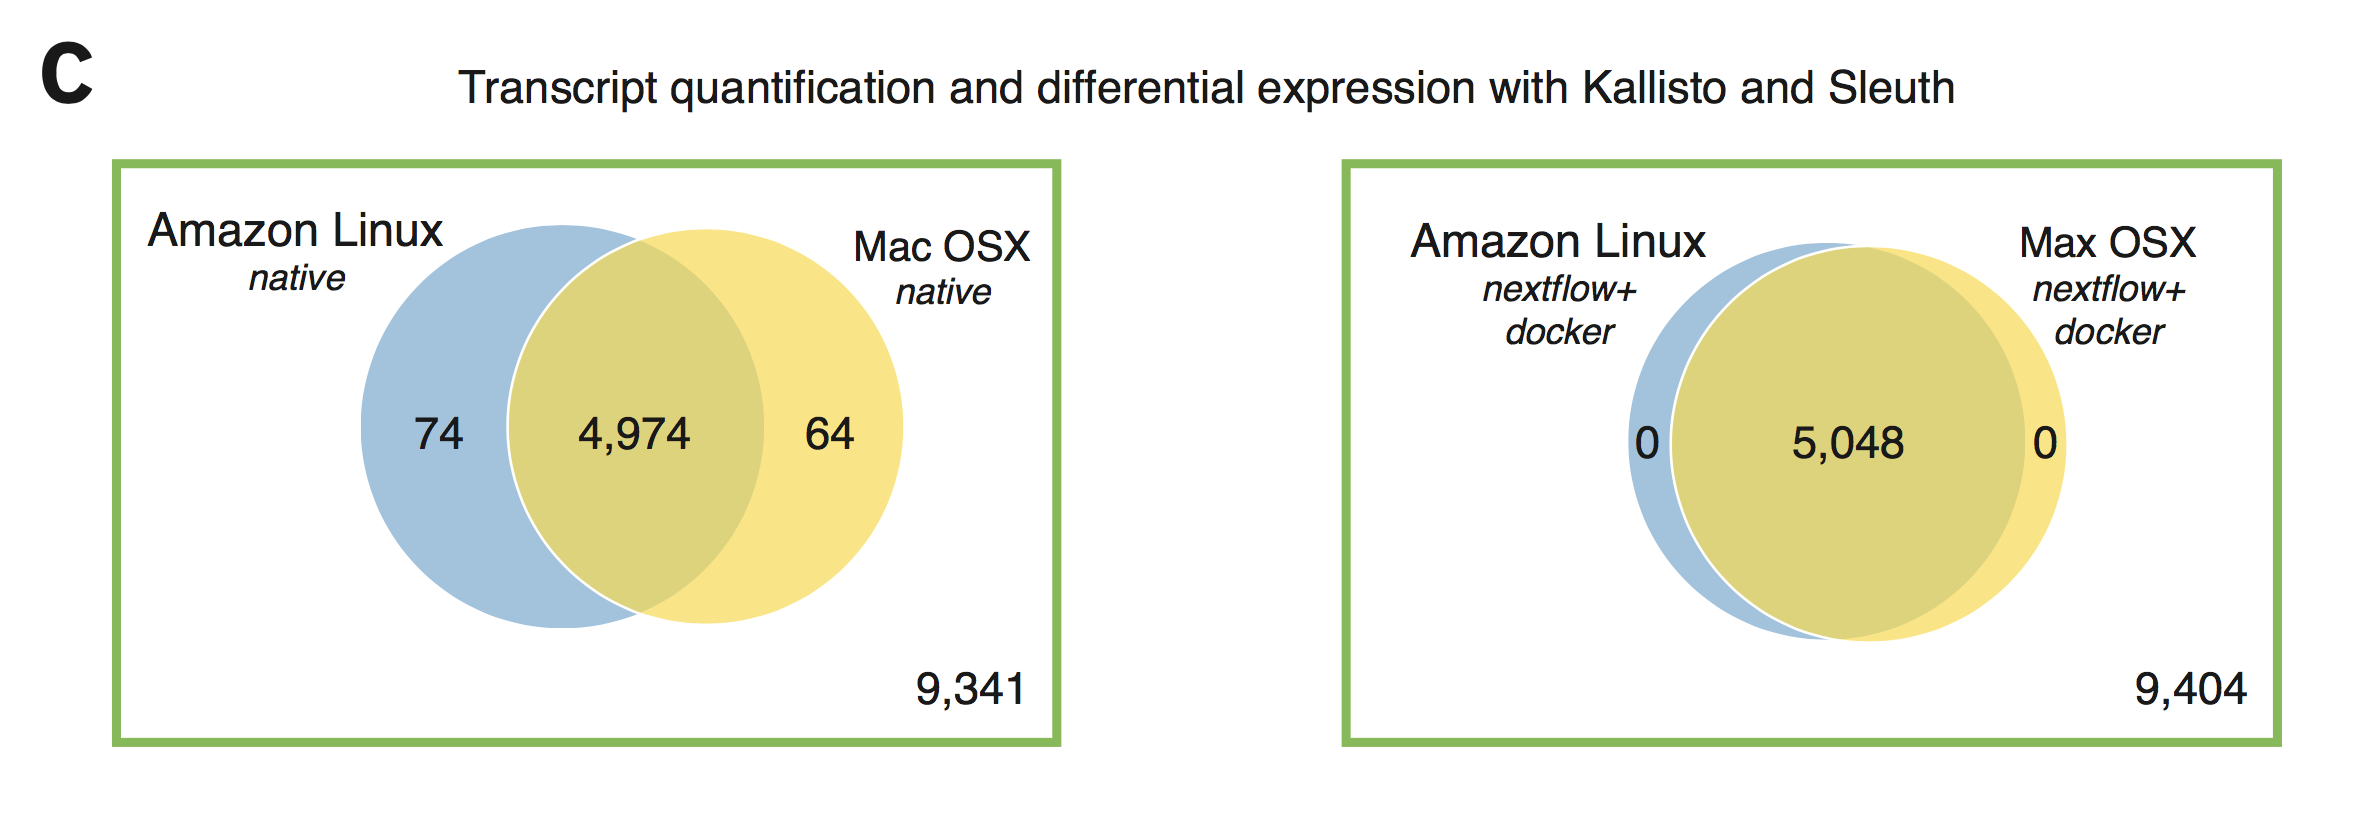 C
Transcript quantification and differential expression with Kallisto and Sleuth
Amazon Linux
native
Mac OSX
native
74
4,974
64
9,341
Amazon Linux
nextflow+
docker
Max OSX
nextflow+
docker
0
5,048
0
9,404